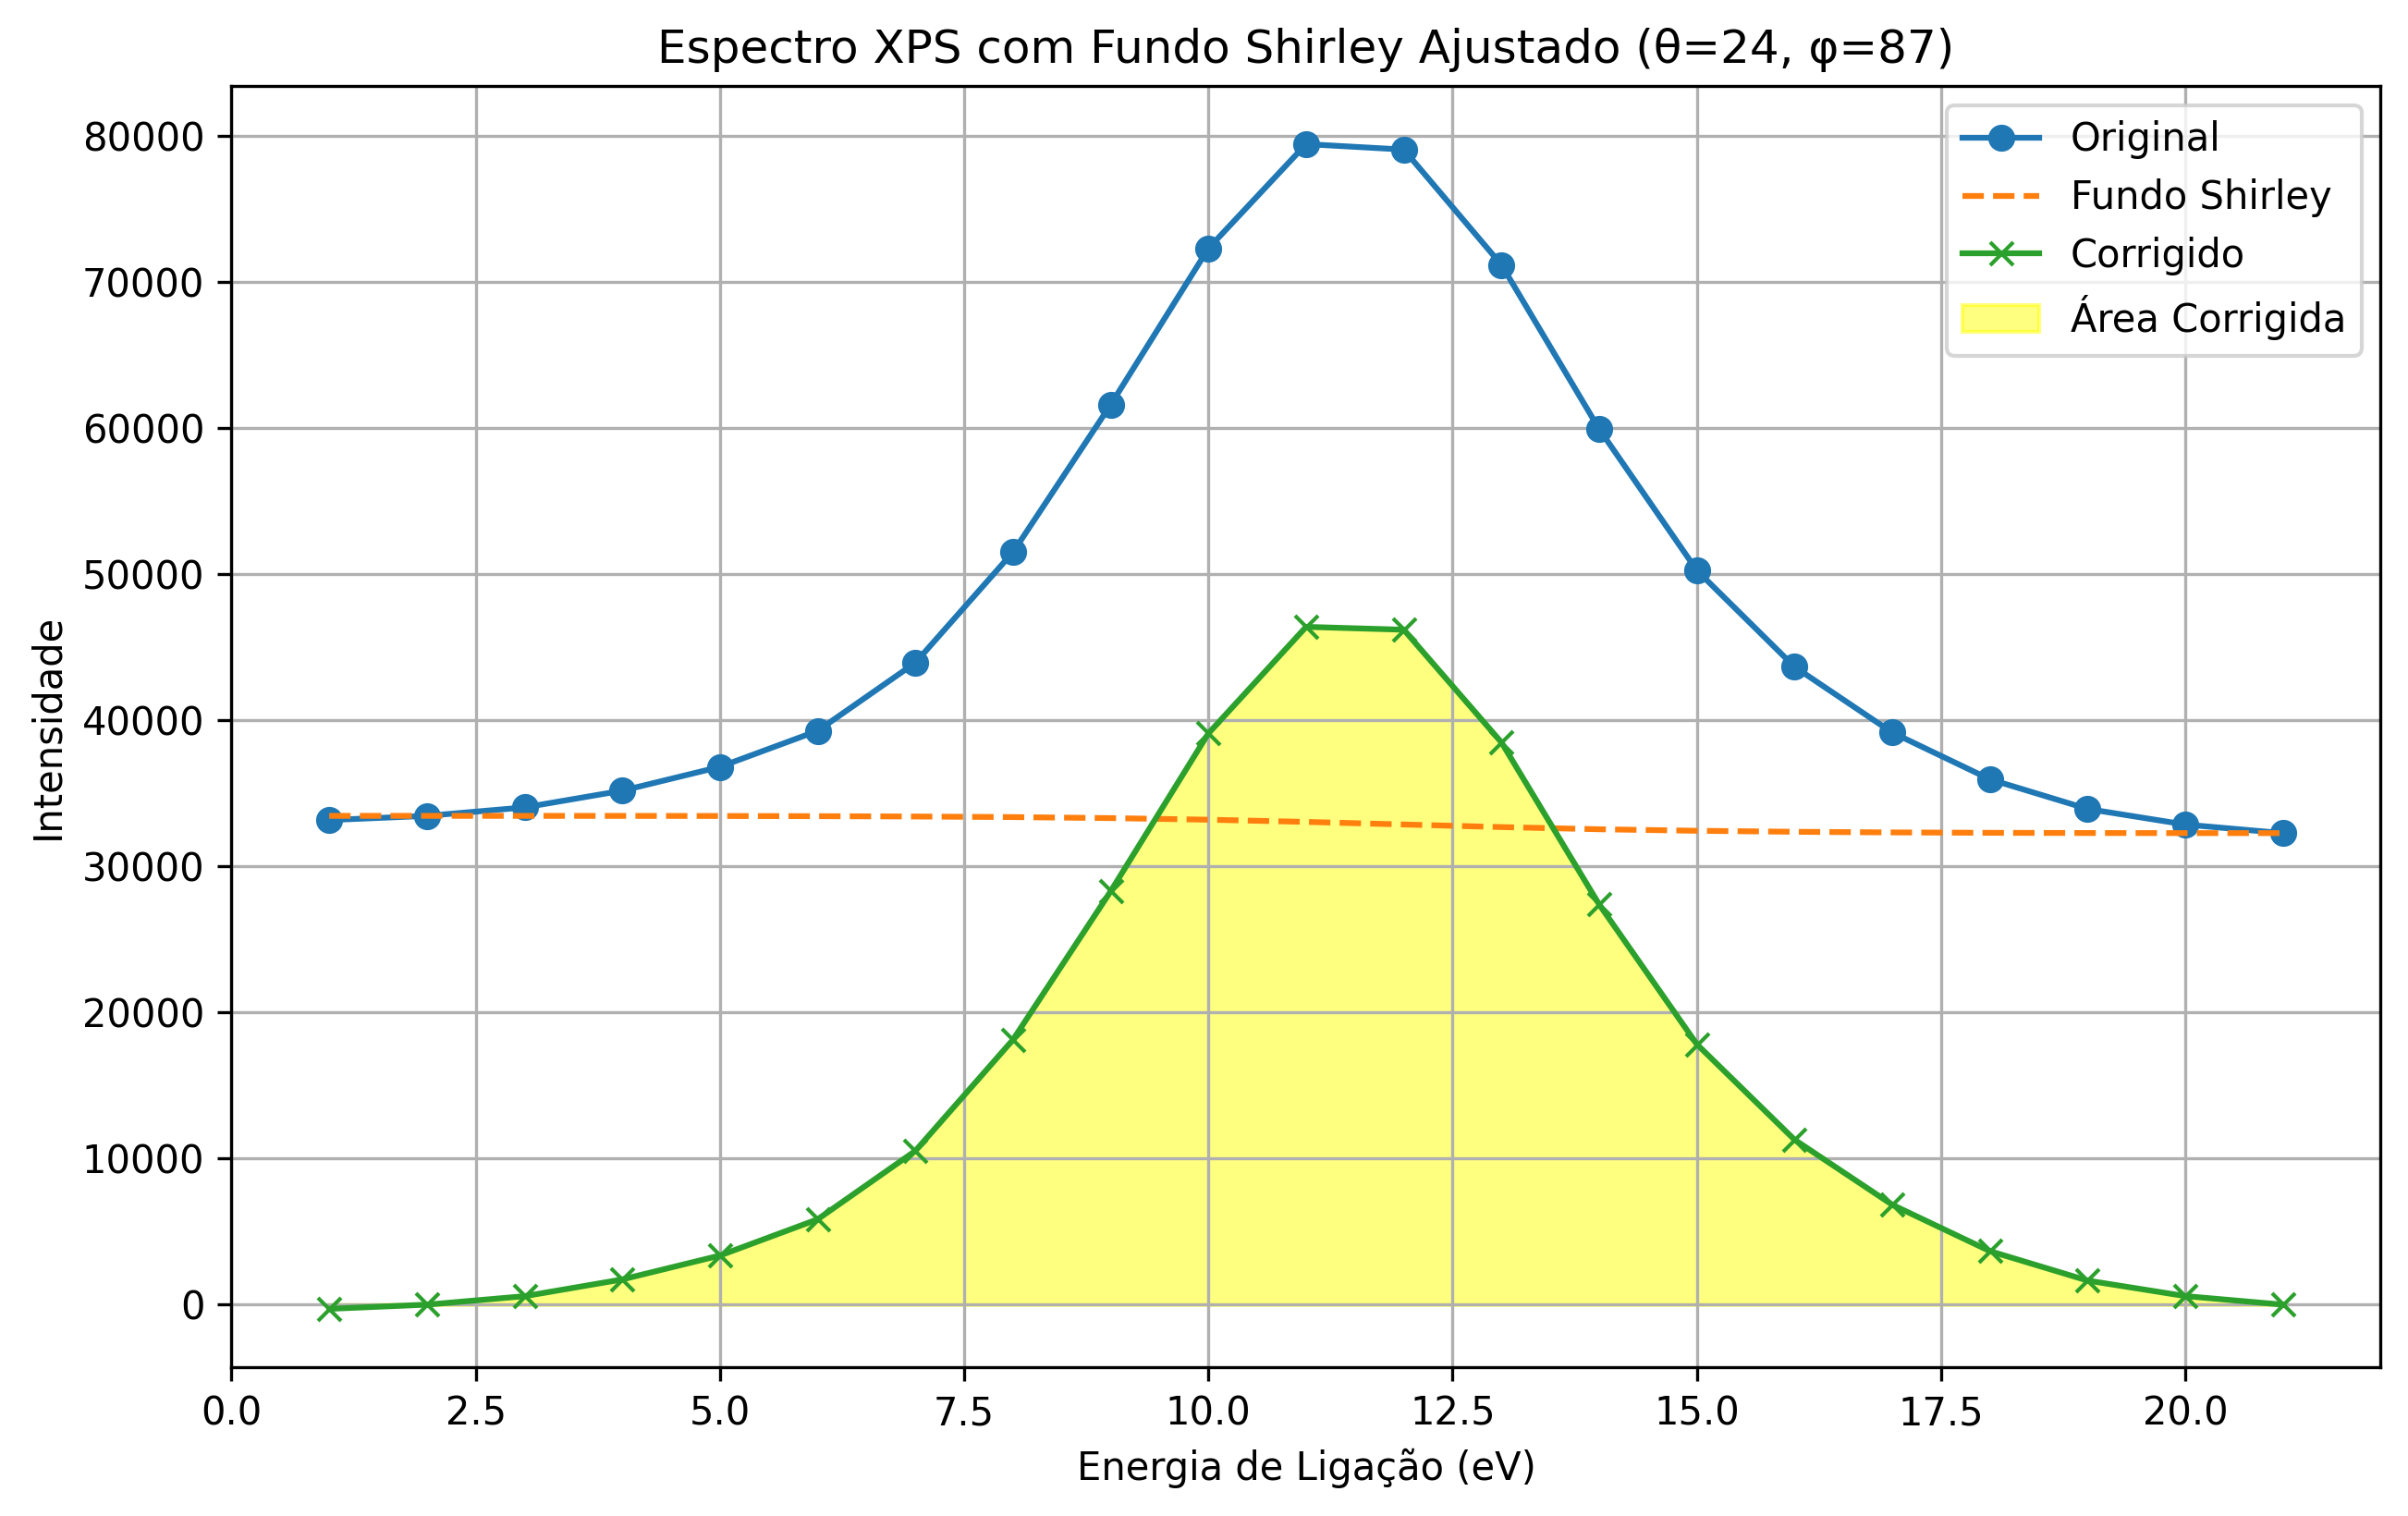 Espectro XPS com Fundo Shirley Ajustado (θ=24, φ=87)
Original
Fundo Shirley
Corrigido
Área Corrigida
Intensidade
80000
70000
60000
50000
40000
30000
20000
10000
0
0.0 2.5 5.0 7.5 10.0 12.5 15.0 17.5 20.0
Energia de Ligação (eV)